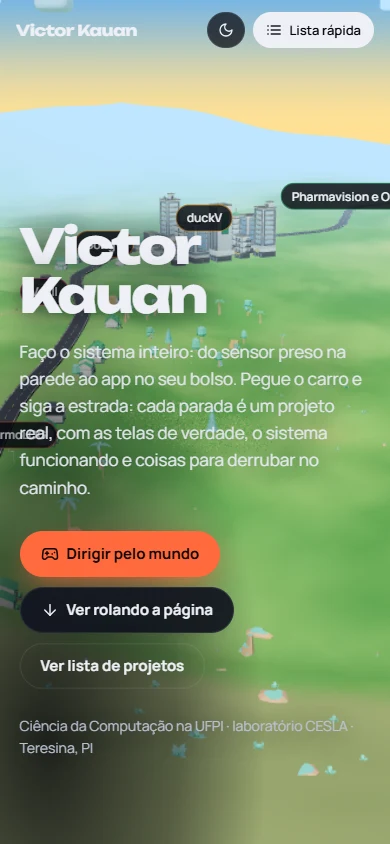 Victor Kauan
Lista rápida
Pharmavision e O
duckV
Victor
Kauan
Faço o sistema inteiro: do sensor preso na
parede ao app no seu bolso. Pegue o carro e
siga a estrada: cada parada é um projeto
real, com as telas de verdade, o sistema
funcionando e coisas para derrubar no
caminho.
Dirigir pelo mundo
Ver rolando a página
Ver lista de projetos
Ciência da Computação na UFPI · laboratório CESLA ·
Teresina, PI